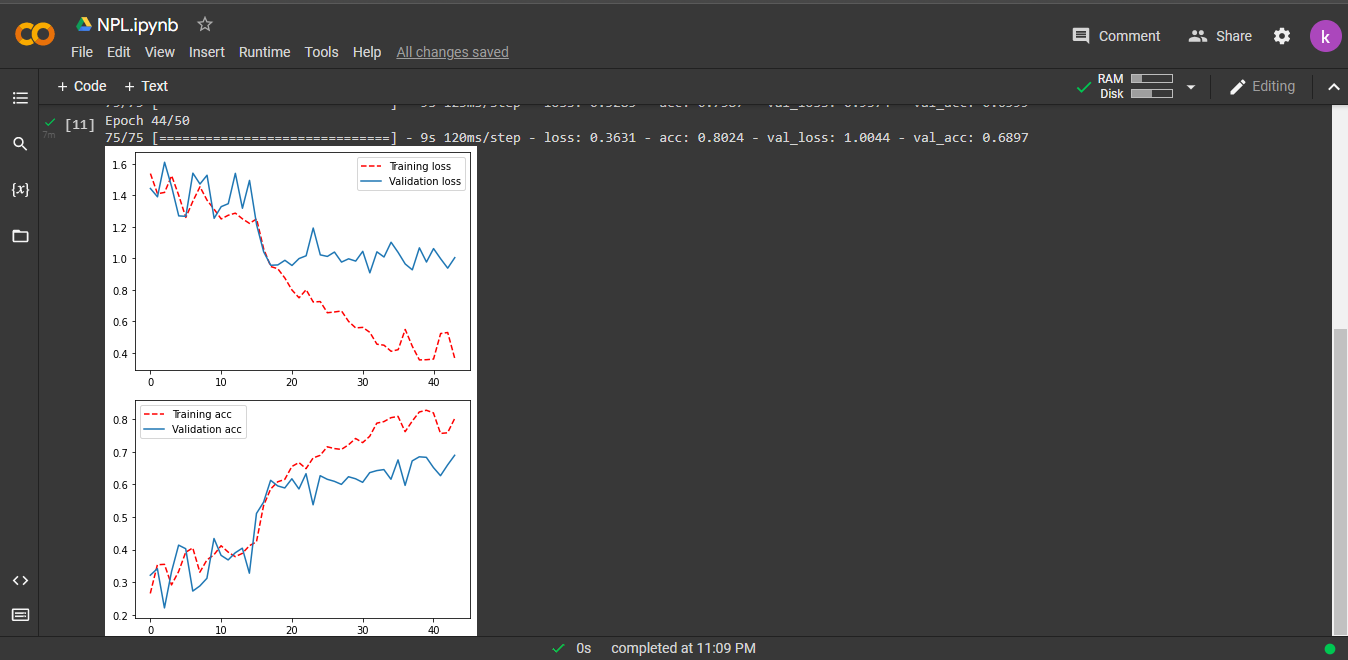 NPL.ipynb
Comment
Share
k
File Edit View Insert Runtime Tools Help All changes saved
+ Code + Text
RAM
Disk
Editing
[11]
7m
Epoch 44/50
75/75 [==============================] - 9s 120ms/step - loss: 0.3631 - acc: 0.8024 - val_loss: 1.0044 - val_acc: 0.6897
{x}
Training loss
Validation loss
1.6
1.4
1.2
1.0
0.8
0.6
0.4
0 10 20 30 40
Training acc
Validation acc
0.8
0.7
0.6
0.5
0.4
0.3
0.2
0 10 20 30 40
0s completed at 11:09 PM